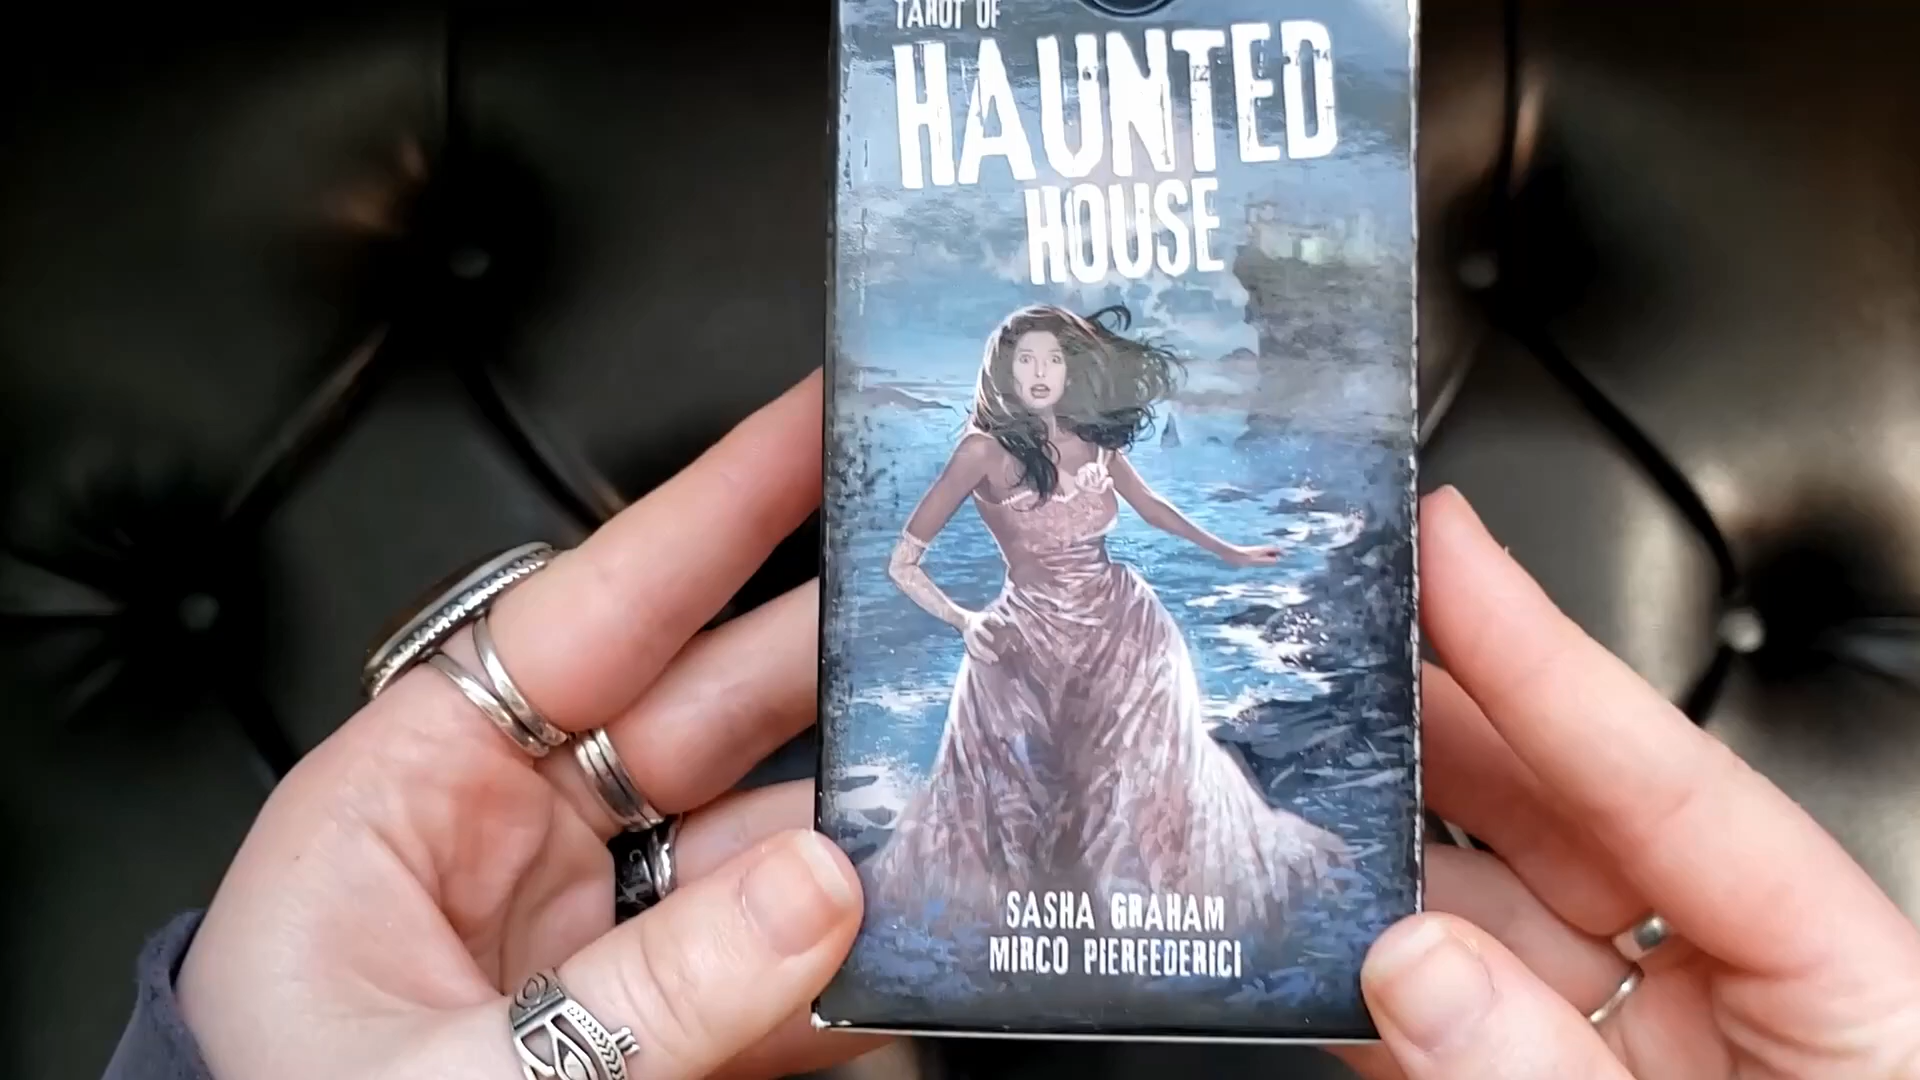 TAROT OF
HAUNTED
HOUSE
SASHA GRAHAM
MIRCO PIERFEDERICI